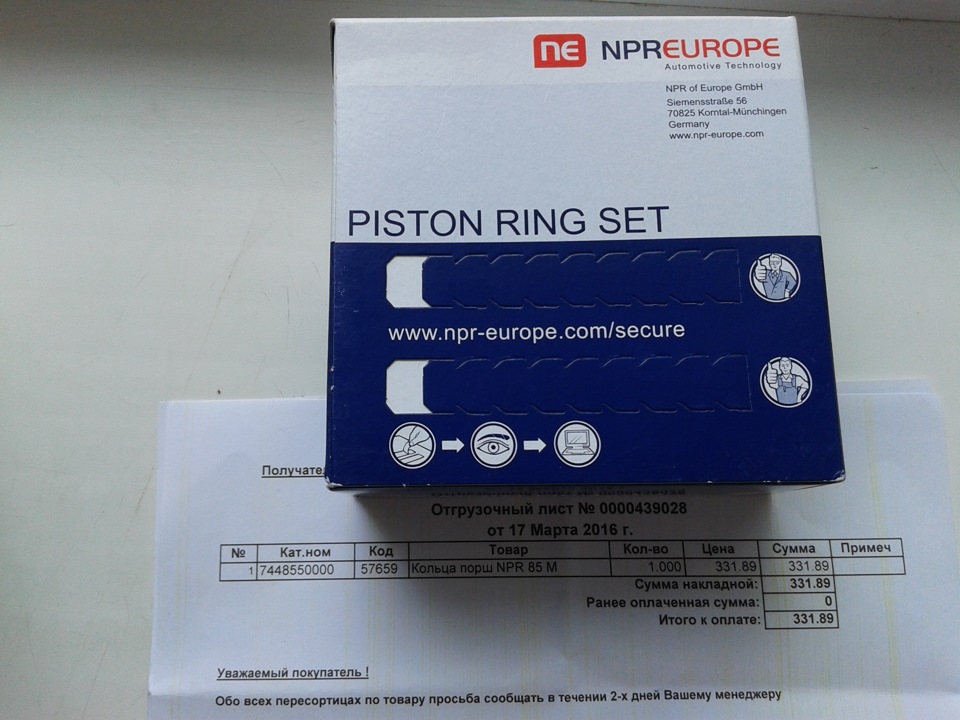 ne NPREUROPE
Automotive Technology
NPR of Europe GmbH
Siemensstraße 56
70825 Korntal-Münchingen
Germany
www.npr-europe.com
PISTON RING SET
www.npr-europe.com/secure
Отгрузочный лист № 0000439028
от 17 Марта 2016 г.
№ Кат.ном Код Товар Кол-во Цена Сумма Примеч
1 7448550000 57659 Кольца порш NPR 85 М 1.000 331.89 331.89
Сумма накладной: 331.89
Ранее оплаченная сумма: 0
Итого к оплате: 331.89
Уважаемый покупатель !
Обо всех пересортицах по товару просьба сообщать в течении 2-х дней Вашему менеджеру